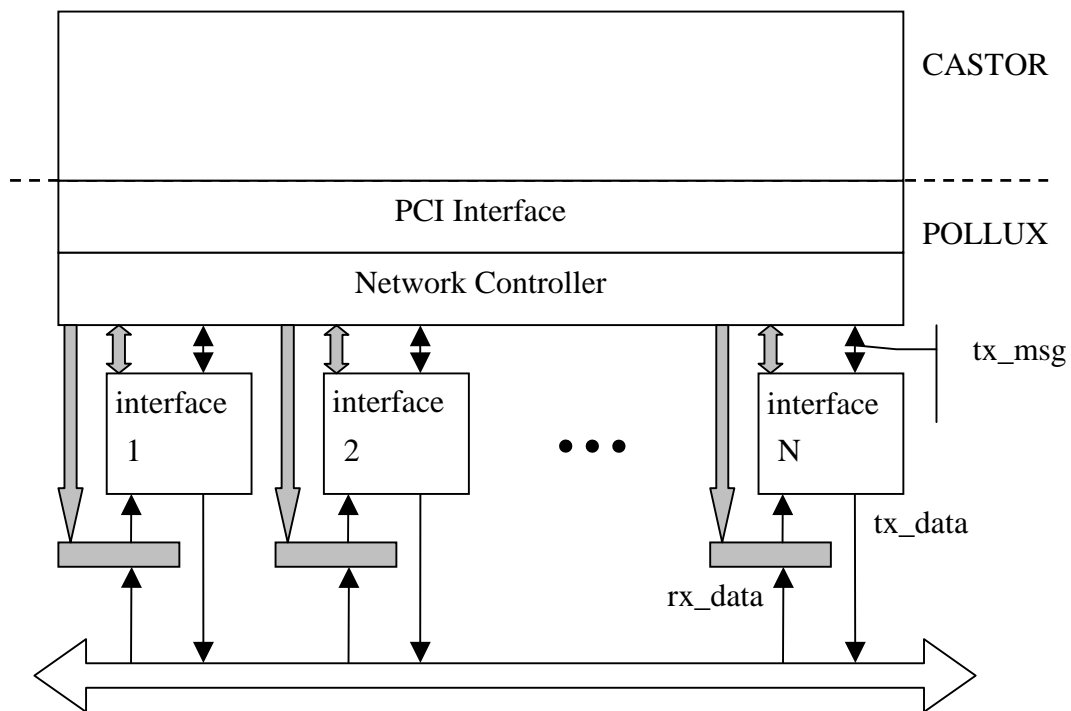 CASTOR
PCI Interface
POLLUX
Network Controller
tx_msg
interface
1
interface
2
interface
N
tx_data
rx_data